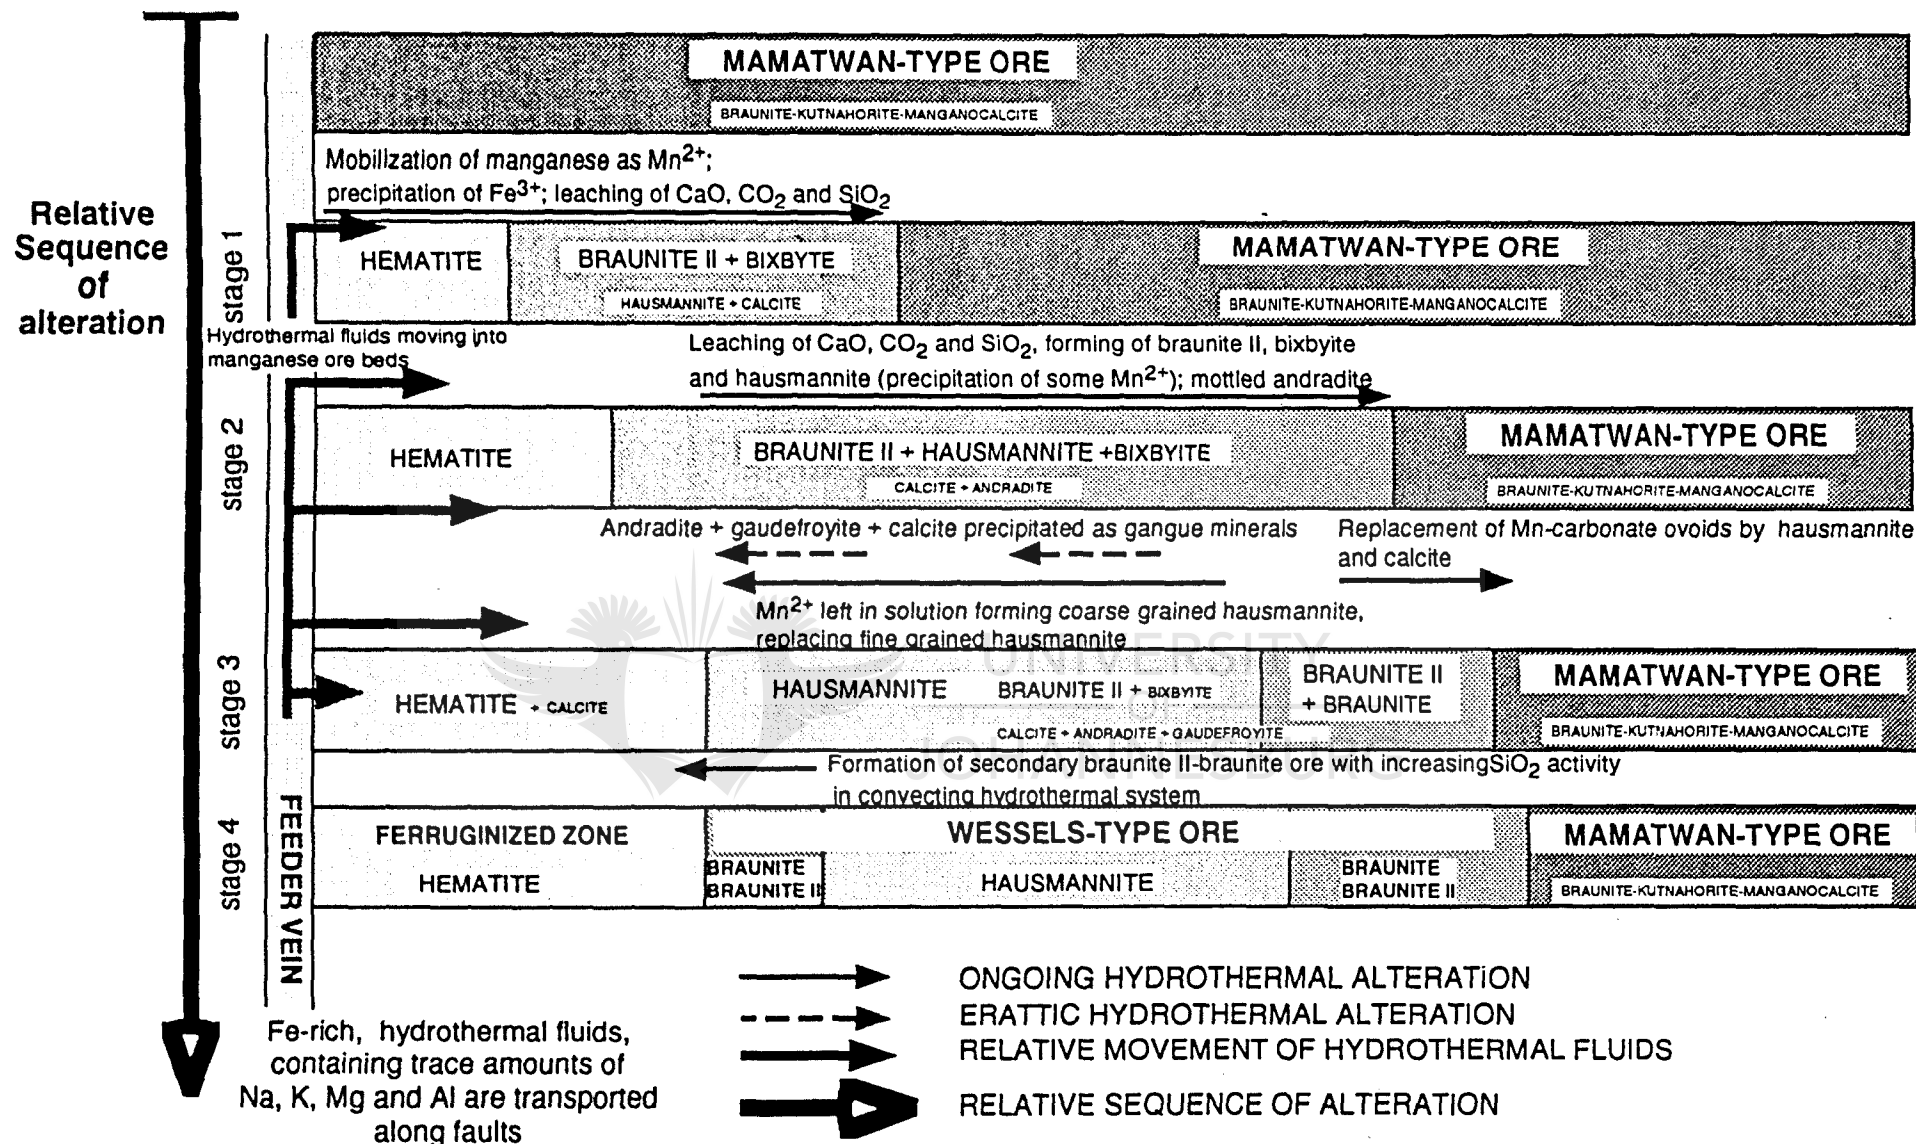 MAMATWAN-TYPE ORE
BRAUNITE-KUTNAHORITE-MANGANOCALCITE
Mobilization of manganese as Mn2+;
precipitation of Fe3+; leaching of CaO, CO2 and SiO2
Relative
Sequence
of
alteration
stage 1
HEMATITE
BRAUNITE II + BIXBYTE
HAUSMANNITE + CALCITE
MAMATWAN-TYPE ORE
BRAUNITE-KUTNAHORITE-MANGANOCALCITE
Hydrothermal fluids moving into
manganese ore beds
Leaching of CaO, CO2 and SiO2, forming of braunite II, bixbyite
and hausmannite (precipitation of some Mn2+); mottled andradite
stage 2
HEMATITE
BRAUNITE II + HAUSMANNITE +BIXBYITE
CALCITE + ANDRADITE
MAMATWAN-TYPE ORE
BRAUNITE-KUTNAHORITE-MANGANOCALCITE
Andradite + gaudefroyite + calcite precipitated as gangue minerals
Replacement of Mn-carbonate ovoids by hausmannite
and calcite
Mn2+ left in solution forming coarse grained hausmannite,
replacing fine grained hausmannite
UNIVERSITY
OF
JOHANNESBURG
stage 3
HEMATITE + CALCITE
HAUSMANNITE BRAUNITE II + BIXBYITE
CALCITE + ANDRADITE + GAUDEFROYITE
BRAUNITE II
+ BRAUNITE
MAMATWAN-TYPE ORE
BRAUNITE-KUTNAHORITE-MANGANOCALCITE
Formation of secondary braunite II-braunite ore with increasingSiO2 activity
in convecting hydrothermal system
stage 4
FEEDER VEIN
FERRUGINIZED ZONE
HEMATITE
WESSELS-TYPE ORE
BRAUNITE
BRAUNITE II
HAUSMANNITE
BRAUNITE
BRAUNITE II
MAMATWAN-TYPE ORE
BRAUNITE-KUTNAHORITE-MANGANOCALCITE
Fe-rich, hydrothermal fluids,
containing trace amounts of
Na, K, Mg and Al are transported
along faults
ONGOING HYDROTHERMAL ALTERATiON
ERATTIC HYDROTHERMAL ALTERATION
RELATIVE MOVEMENT OF HYDROTHERMAL FLUIDS
RELATIVE SEQUENCE OF ALTERATION